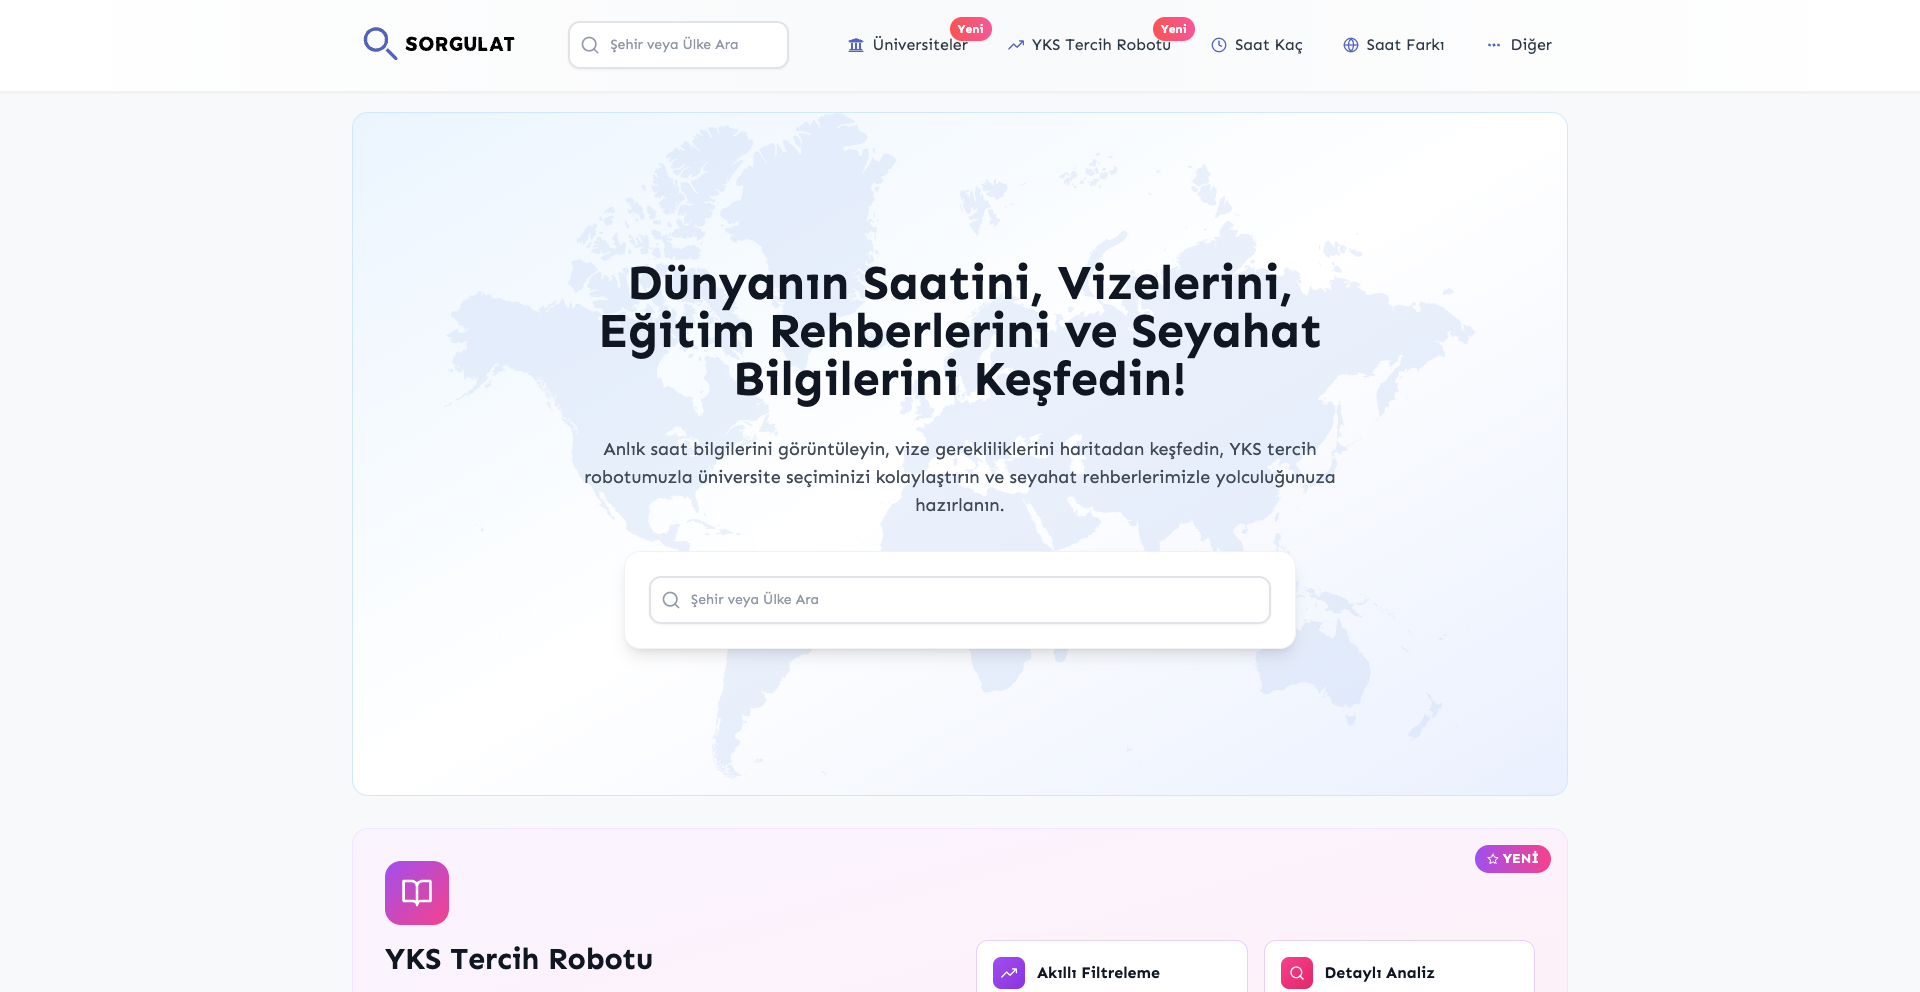 SORGULAT
Şehir veya Ülke Ara
Üniversiteler
Yeni
YKS Tercih Robotu
Yeni
Saat Kaç
Saat Farkı
Diğer
Dünyanın Saatini, Vizelerini,
Eğitim Rehberlerini ve Seyahat
Bilgilerini Keşfedin!
Anlık saat bilgilerini görüntüleyin, vize gerekliliklerini haritadan keşfedin, YKS tercih
robotumuzla üniversite seçiminizi kolaylaştırın ve seyahat rehberlerimizle yolculuğunuza
hazırlanın.
Şehir veya Ülke Ara
YENİ
YKS Tercih Robotu
Akıllı Filtreleme
Detaylı Analiz